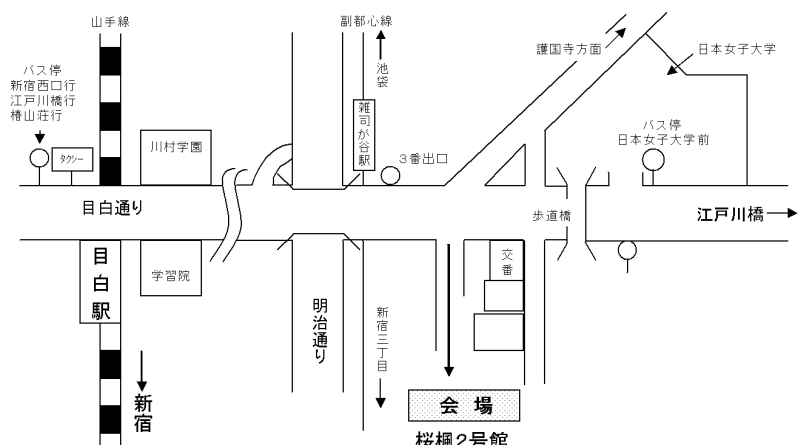 山手線
副都心線
護国寺方面
日本女子大学
バス停
新宿西口行
江戸川橋行
椿山荘行
池袋
タクシー
川村学園
雑司が谷駅
3番出口
バス停
日本女子大学前
目白通り
歩道橋
江戸川橋
目白駅
学習院
交番
明治通り
新宿三丁目
新宿
会場
桜楓2号館